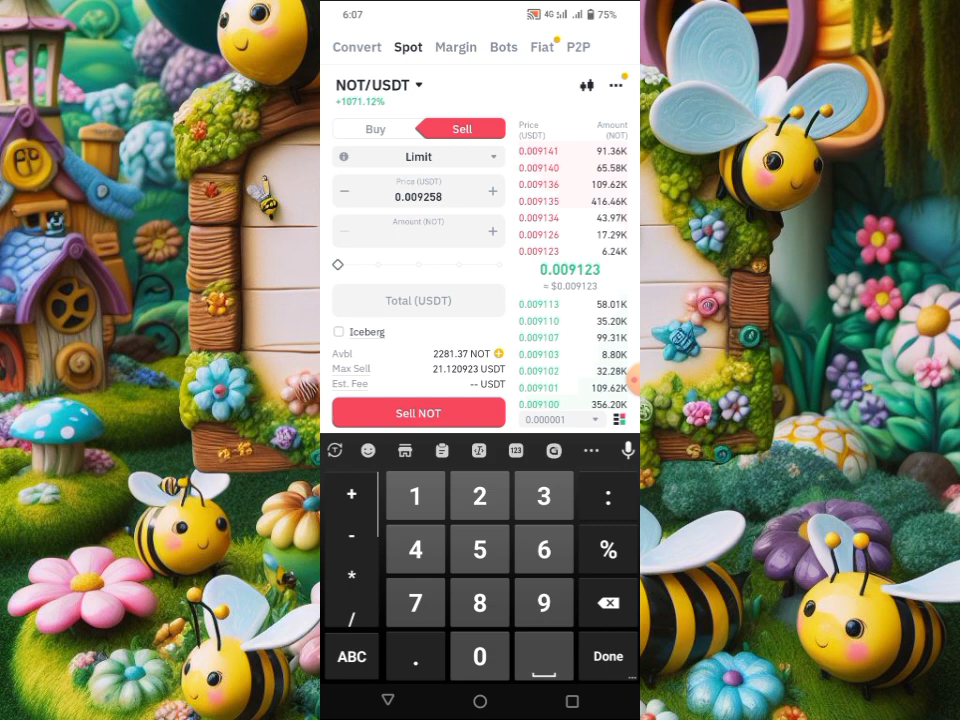 6:07
4G
75%
Convert Spot Margin Bots Fiat P2P
NOT/USDT
+1071.12%
Buy Sell
Limit
Price (USDT)
0.009258
Amount (NOT)
Total (USDT)
Iceberg
Avbl 2281.37 NOT
Max Sell 21.120923 USDT
Est. Fee -- USDT
Sell NOT
Price Amount
(USDT) (NOT)
0.009141 91.36K
0.009140 65.58K
0.009136 109.62K
0.009135 416.46K
0.009134 43.97K
0.009126 17.29K
0.009123 6.24K
0.009123
≈ $0.009123
0.009113 58.01K
0.009110 35.20K
0.009107 99.31K
0.009103 8.80K
0.009102 32.28K
0.009101 109.62K
0.009100 356.20K
0.000001
123
+ 1 2 3 :
- 4 5 6 %
* 7 8 9
/
ABC . 0 Done